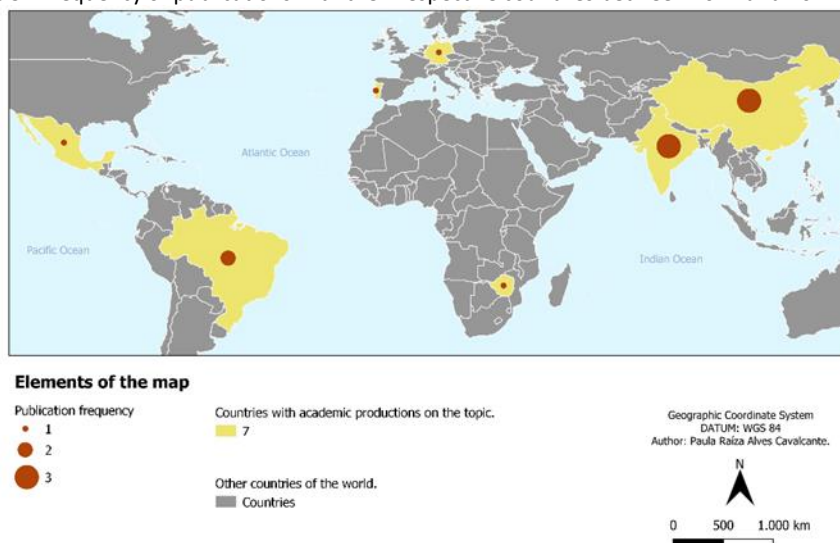 Atlantic Ocean
Pacific Ocean
Indian Ocean
Elements of the map
Publication frequency
1
2
3
Countries with academic productions on the topic.
7
Other countries of the world.
Countries
Geographic Coordinate System
DATUM: WGS 84
Author: Paula Raíza Alves Cavalcante.
N
0 500 1.000 km